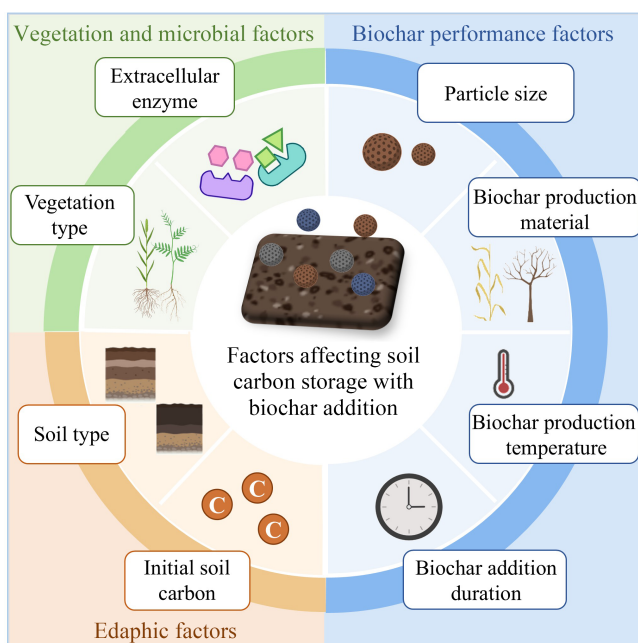 Vegetation and microbial factors
Biochar performance factors
Extracellular
enzyme
Particle size
Vegetation
type
Biochar production
material
Factors affecting soil
carbon storage with
biochar addition
Soil type
Biochar production
temperature
C
C
C
Initial soil
carbon
Biochar addition
duration
Edaphic factors